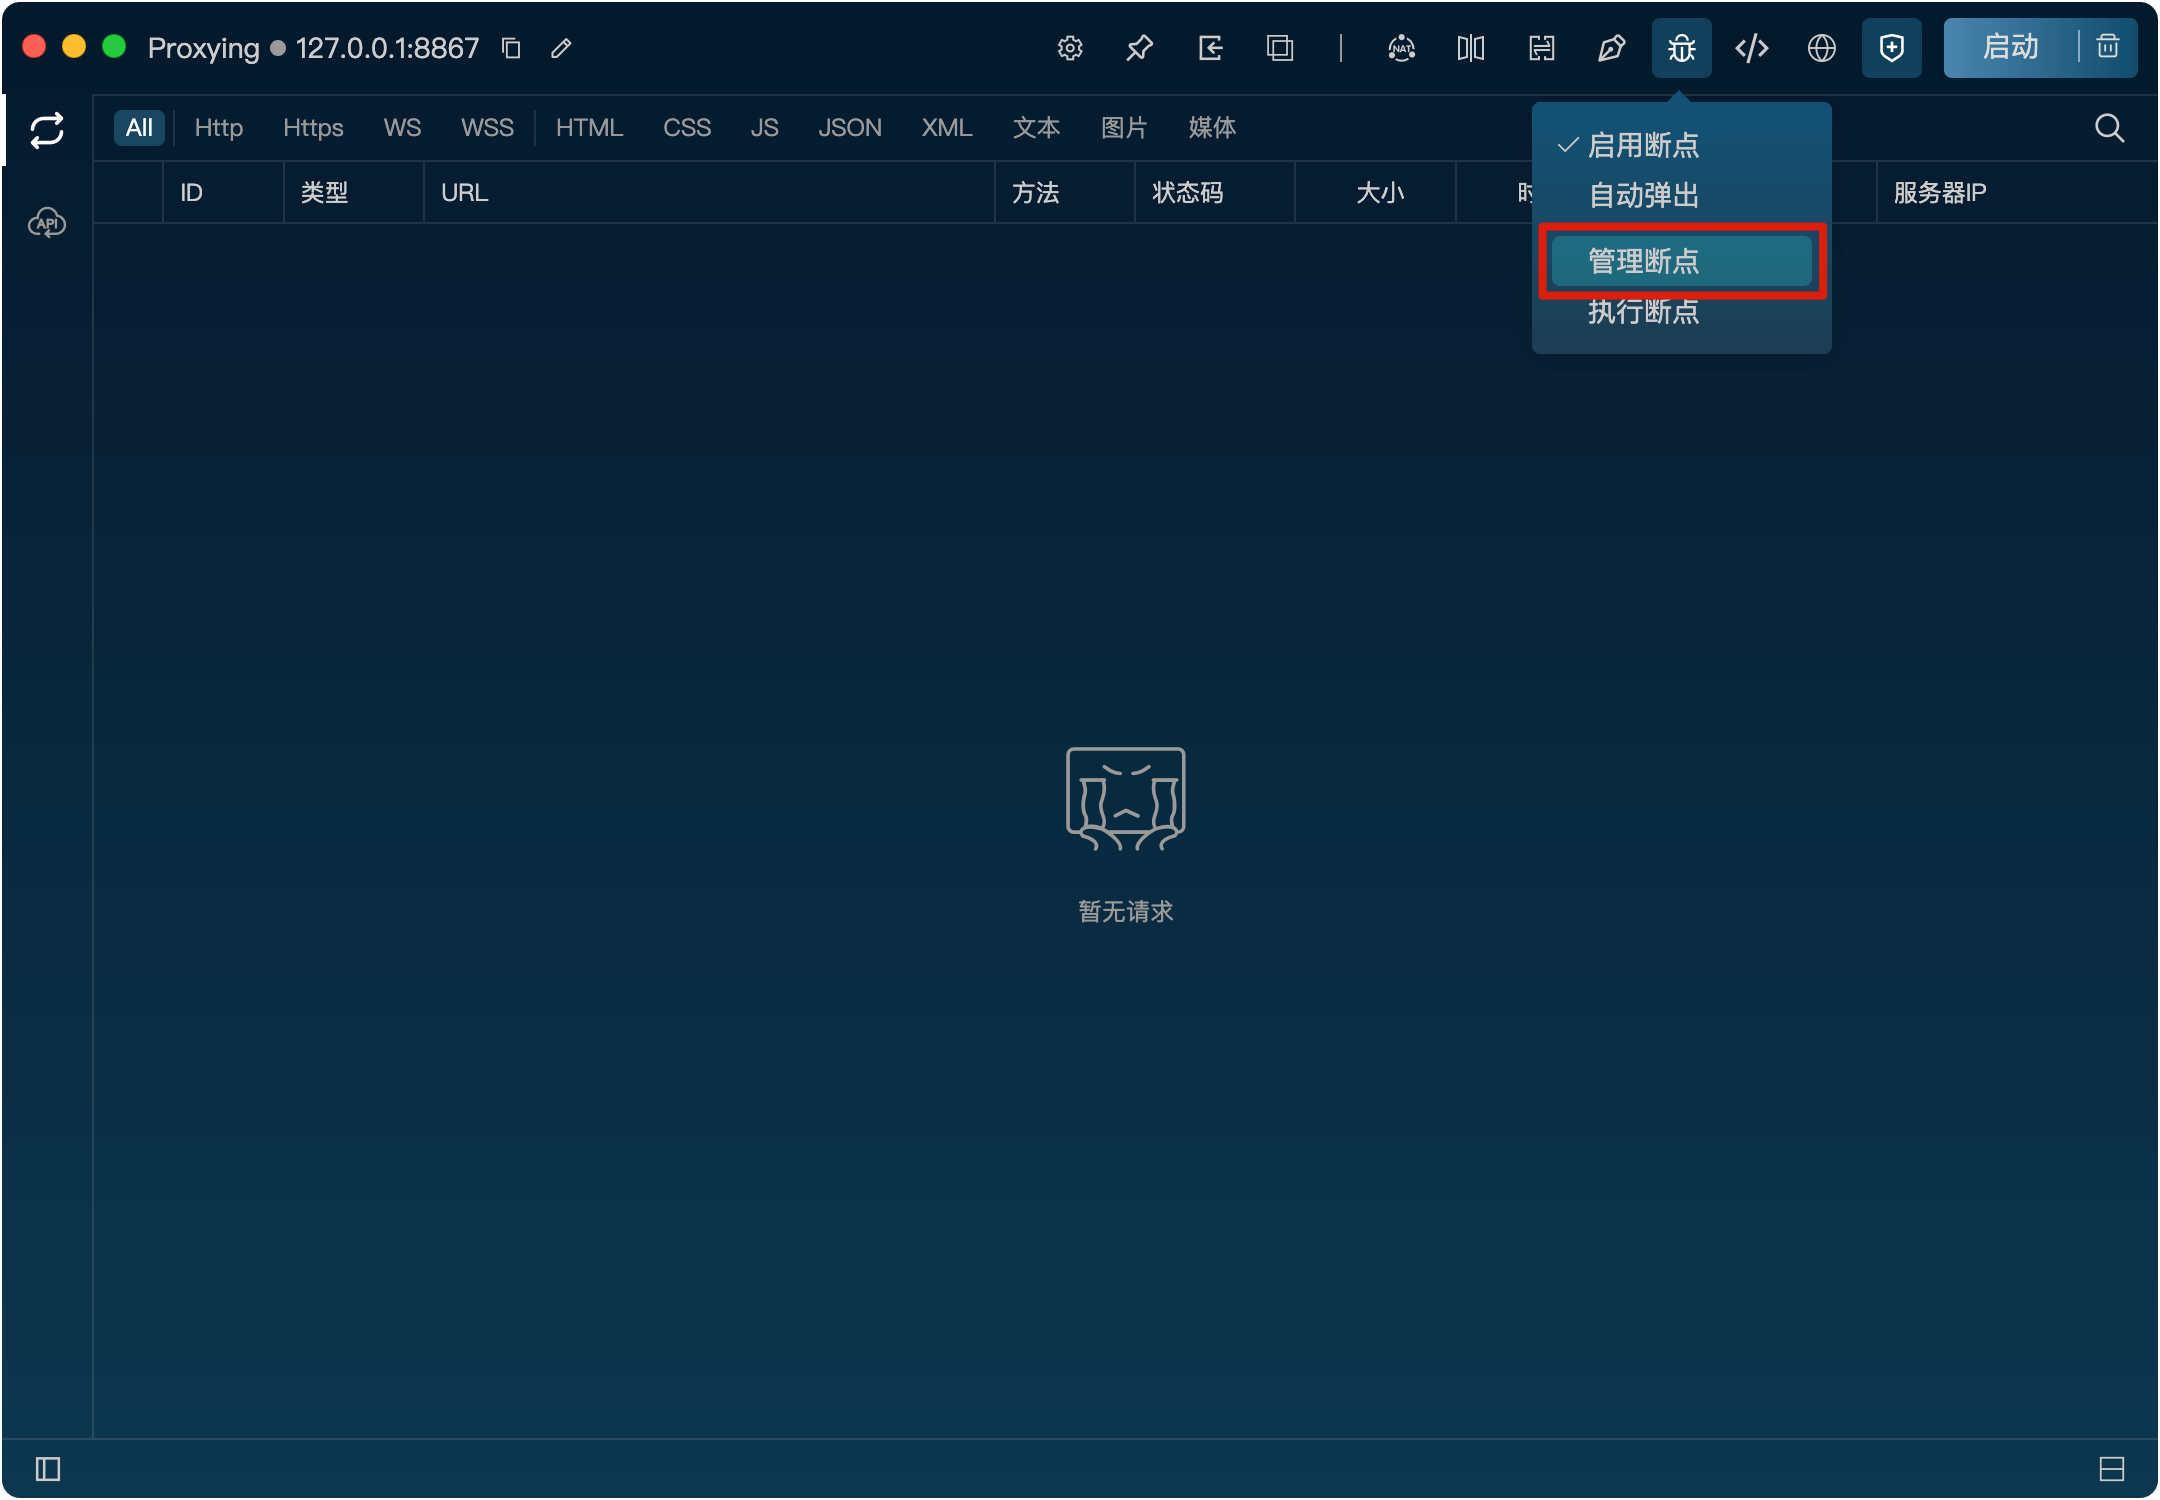 Proxying 127.0.0.1:8867
NAT
启动
All Http Https WS WSS HTML CSS JS JSON XML 文本 图片 媒体
ID 类型 URL 方法 状态码 大小 服务器IP
API
启用断点
自动弹出
管理断点
执行断点
暂无请求